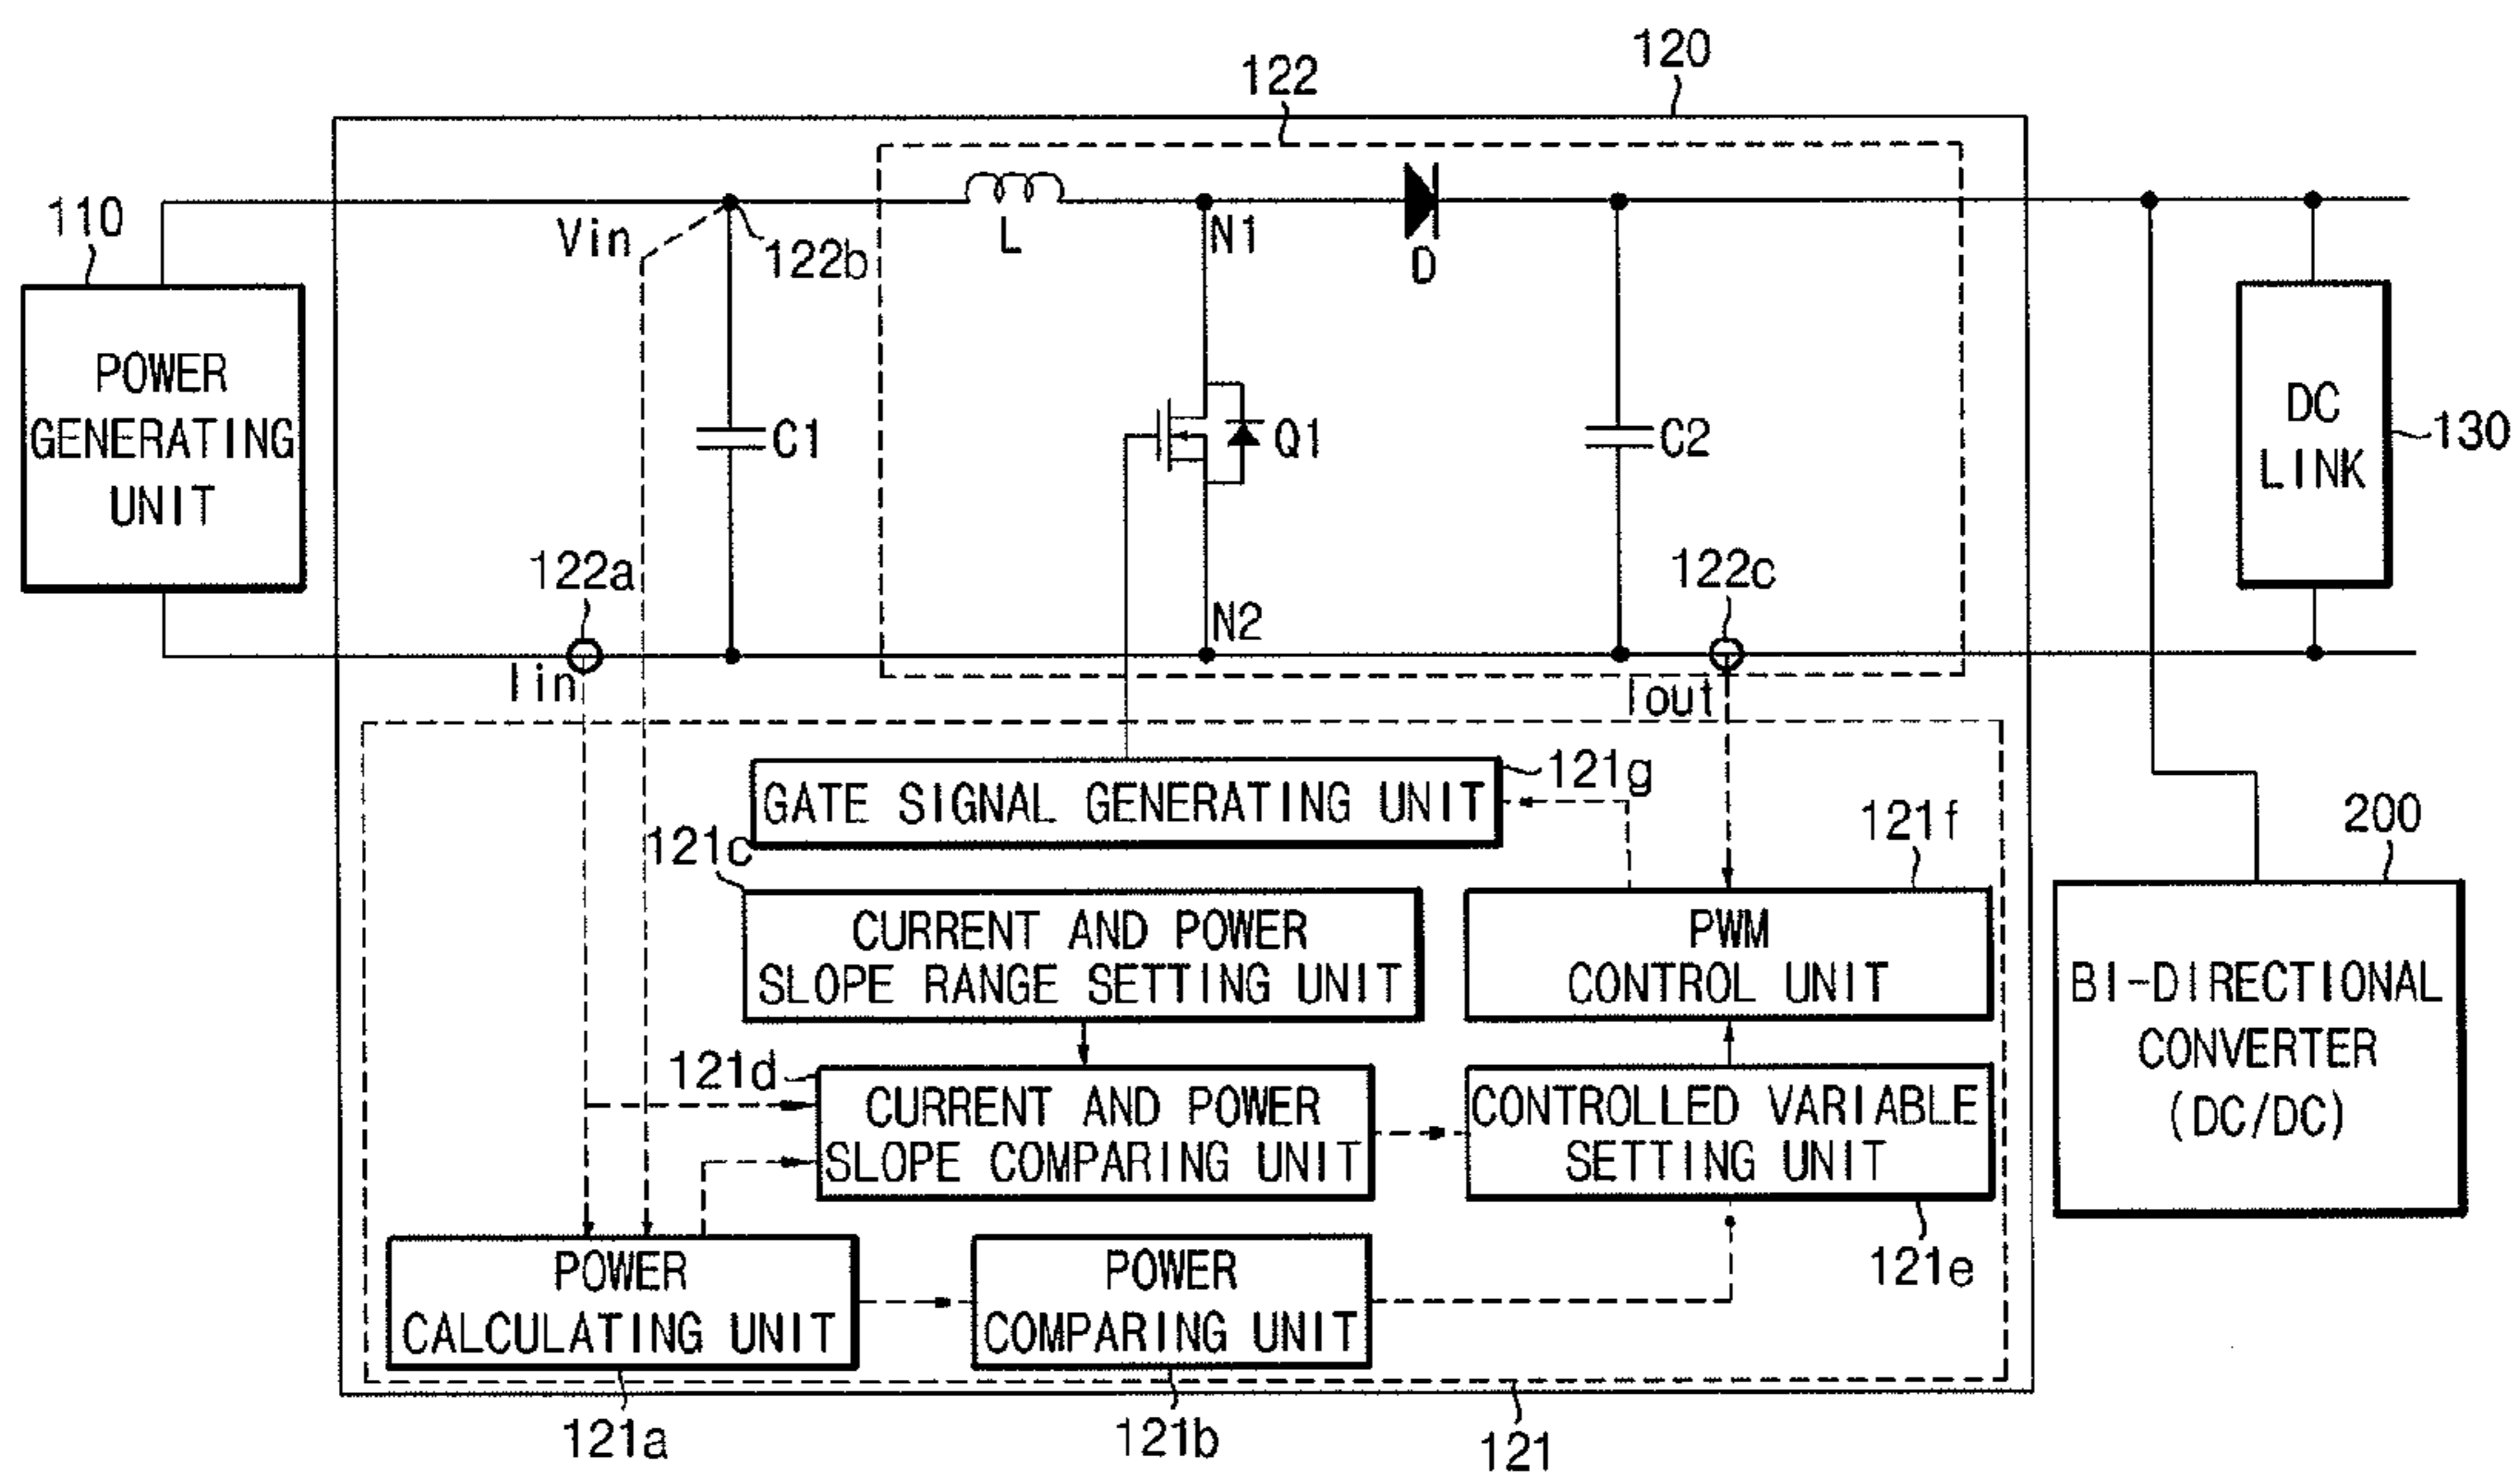 120
122
110
Vin
122b
L
N1
D
POWER
GENERATING
UNIT
C1
Q1
C2
DC
LINK
130
122a
N2
122c
Iin
Iout
GATE SIGNAL GENERATING UNIT
121g
121c
121f
200
CURRENT AND POWER
SLOPE RANGE SETTING UNIT
PWM
CONTROL UNIT
BI-DIRECTIONAL
CONVERTER
(DC/DC)
121d
CURRENT AND POWER
SLOPE COMPARING UNIT
CONTROLLED VARIABLE
SETTING UNIT
121e
POWER
CALCULATING UNIT
POWER
COMPARING UNIT
121a
121b
121